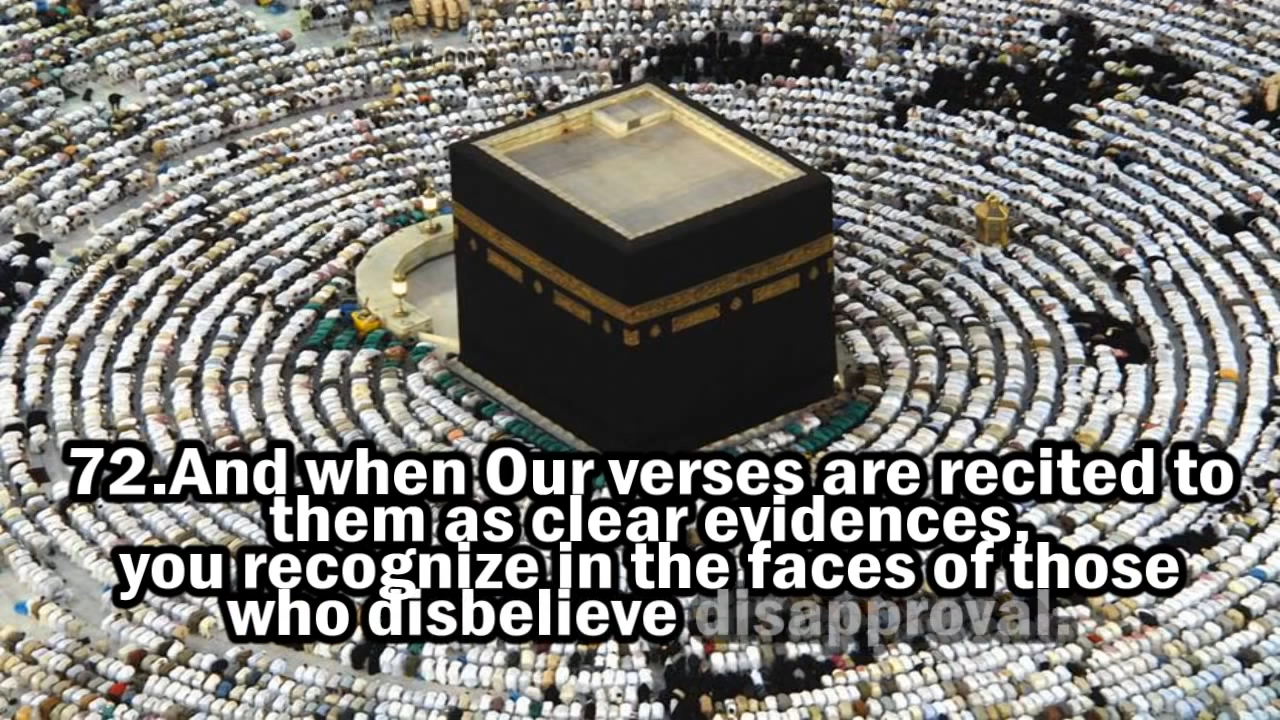 72.And when Our verses are recited to
them as clear evidences,
you recognize in the faces of those
who disbelieve disapproval.